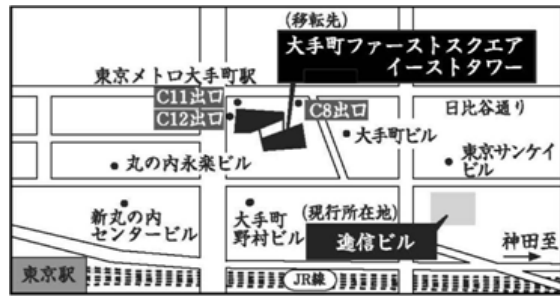 (移転先)
大手町ファーストスクエア
イーストタワー
東京メトロ大手町駅
C11出口
C12出口
C8出口
日比谷通り
大手町ビル
東京サンケイ
ビル
丸の内永楽ビル
新丸の内
センタービル
大手町
野村ビル
(現行所在地)
逓信ビル
神田至
東京駅
JR線